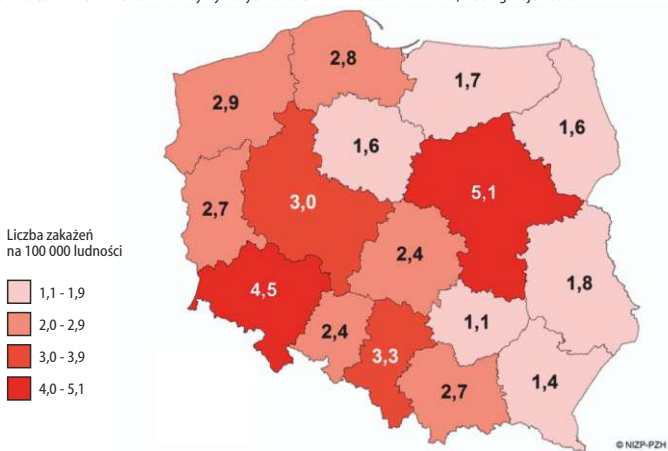 2,8
1,7
2,9
1,6
1,6
5,1
3,0
2,7
2,4
Liczba zakażeń
na 100 000 ludności
1,1 - 1,9
2,0 - 2,9
3,0 - 3,9
4,0 - 5,1
4,5
1,8
2,4
1,1
3,3
2,7
1,4
© NIZP-PZH